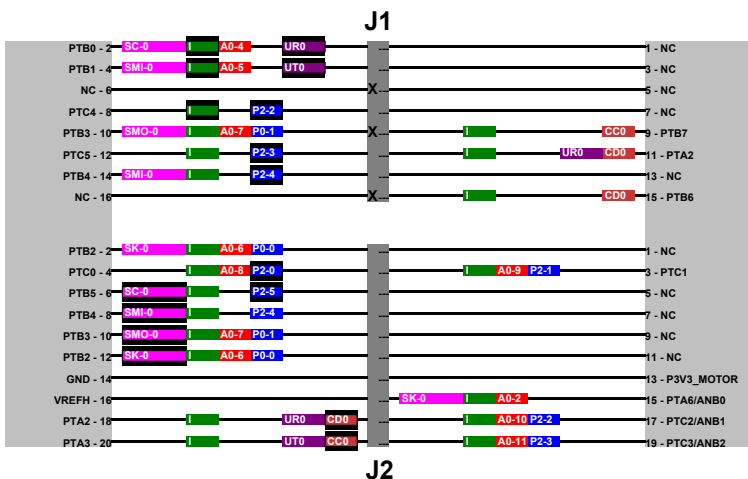 J1
PTB0 - 2 SC-0 I A0-4 UR0 --- 1 - NC
PTB1 - 4 SMI-0 I A0-5 UT0 --- 3 - NC
NC - 6 X --- 5 - NC
PTC4 - 8 I P2-2 --- 7 - NC
PTB3 - 10 SMO-0 I A0-7 P0-1 X --- I CC0 9 - PTB7
PTC5 - 12 I P2-3 --- I UR0 CD0 11 - PTA2
PTB4 - 14 SMI-0 I P2-4 --- 13 - NC
NC - 16 X --- I CD0 15 - PTB6
PTB2 - 2 SK-0 I A0-6 P0-0 --- 1 - NC
PTC0 - 4 I A0-8 P2-0 --- I A0-9 P2-1 3 - PTC1
PTB5 - 6 SC-0 I P2-5 --- 5 - NC
PTB4 - 8 SMI-0 I P2-4 --- 7 - NC
PTB3 - 10 SMO-0 I A0-7 P0-1 --- 9 - NC
PTB2 - 12 SK-0 I A0-6 P0-0 --- 11 - NC
GND - 14 --- 13 - P3V3_MOTOR
VREFH - 16 --- SK-0 I A0-2 15 - PTA6/ANB0
PTA2 - 18 I UR0 CD0 --- I A0-10 P2-2 17 - PTC2/ANB1
PTA3 - 20 I UT0 CC0 --- I A0-11 P2-3 19 - PTC3/ANB2
J2